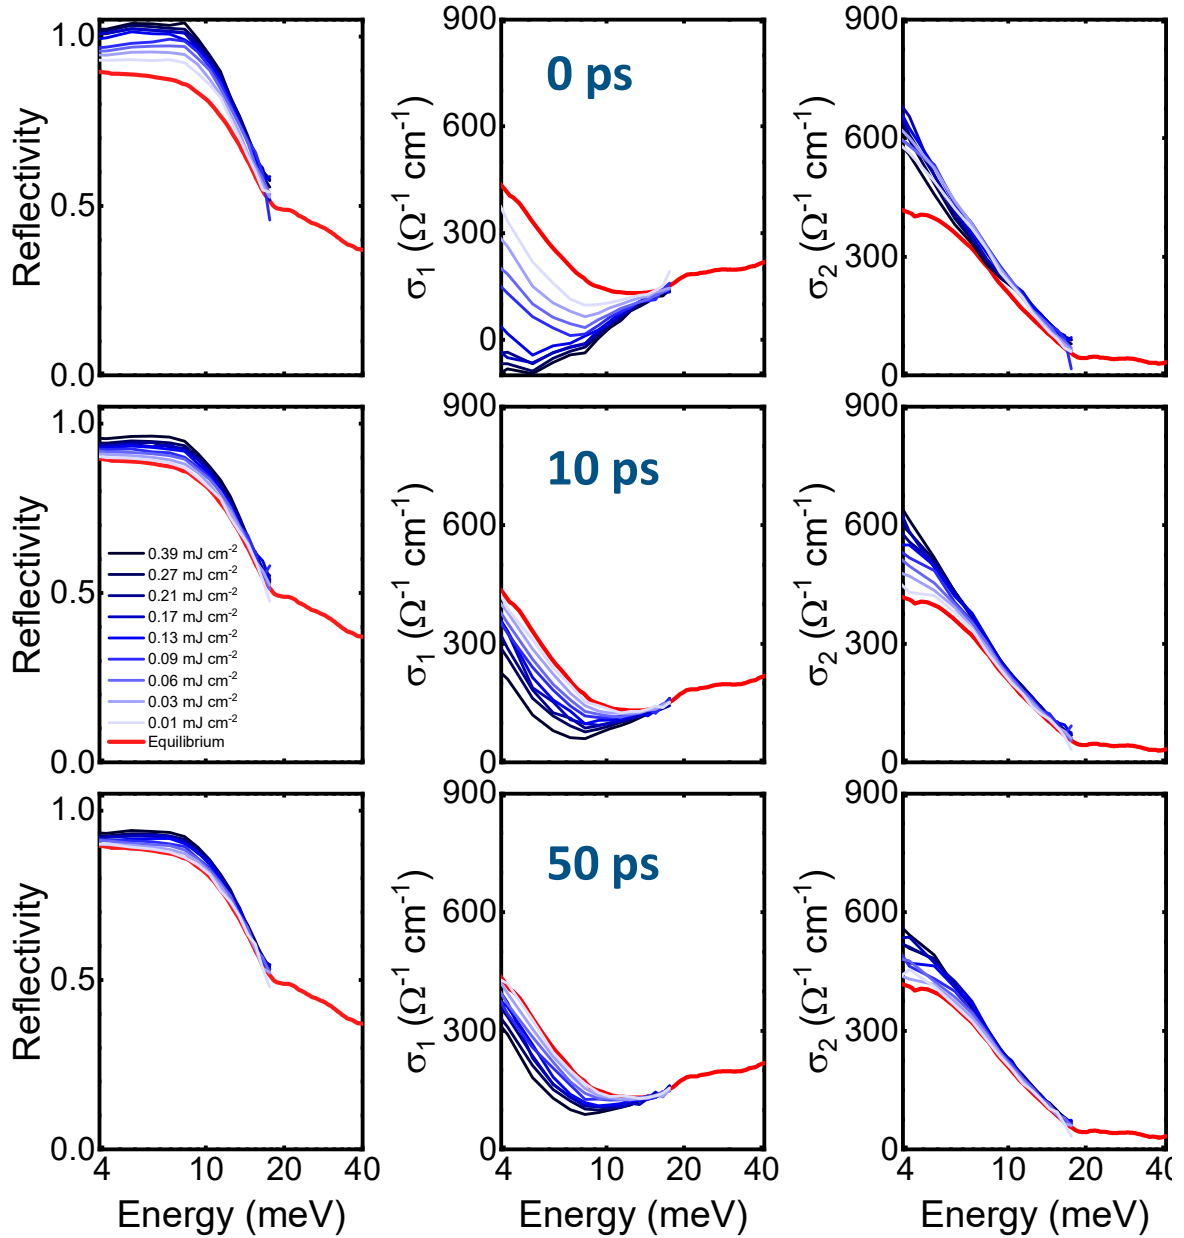 Reflectivity
1.0
0.5
0.0
σ1 (Ω-1 cm-1)
900
600
300
0
0 ps
σ2 (Ω-1 cm-1)
900
600
300
0
Reflectivity
1.0
0.5
0.0
0.39 mJ cm-2
0.27 mJ cm-2
0.21 mJ cm-2
0.17 mJ cm-2
0.13 mJ cm-2
0.09 mJ cm-2
0.06 mJ cm-2
0.03 mJ cm-2
0.01 mJ cm-2
Equilibrium
σ1 (Ω-1 cm-1)
900
600
300
0
10 ps
σ2 (Ω-1 cm-1)
900
600
300
0
Reflectivity
1.0
0.5
0.0
4 10 20 40
Energy (meV)
σ1 (Ω-1 cm-1)
900
600
300
0
50 ps
4 10 20 40
Energy (meV)
σ2 (Ω-1 cm-1)
900
600
300
0
4 10 20 40
Energy (meV)